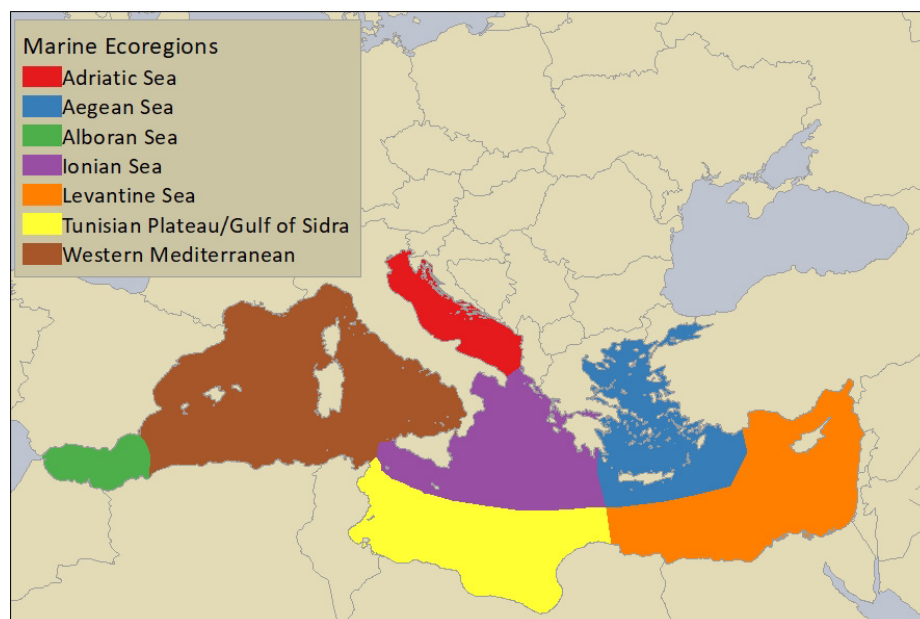 Marine Ecoregions
Adriatic Sea
Aegean Sea
Alboran Sea
Ionian Sea
Levantine Sea
Tunisian Plateau/Gulf of Sidra
Western Mediterranean